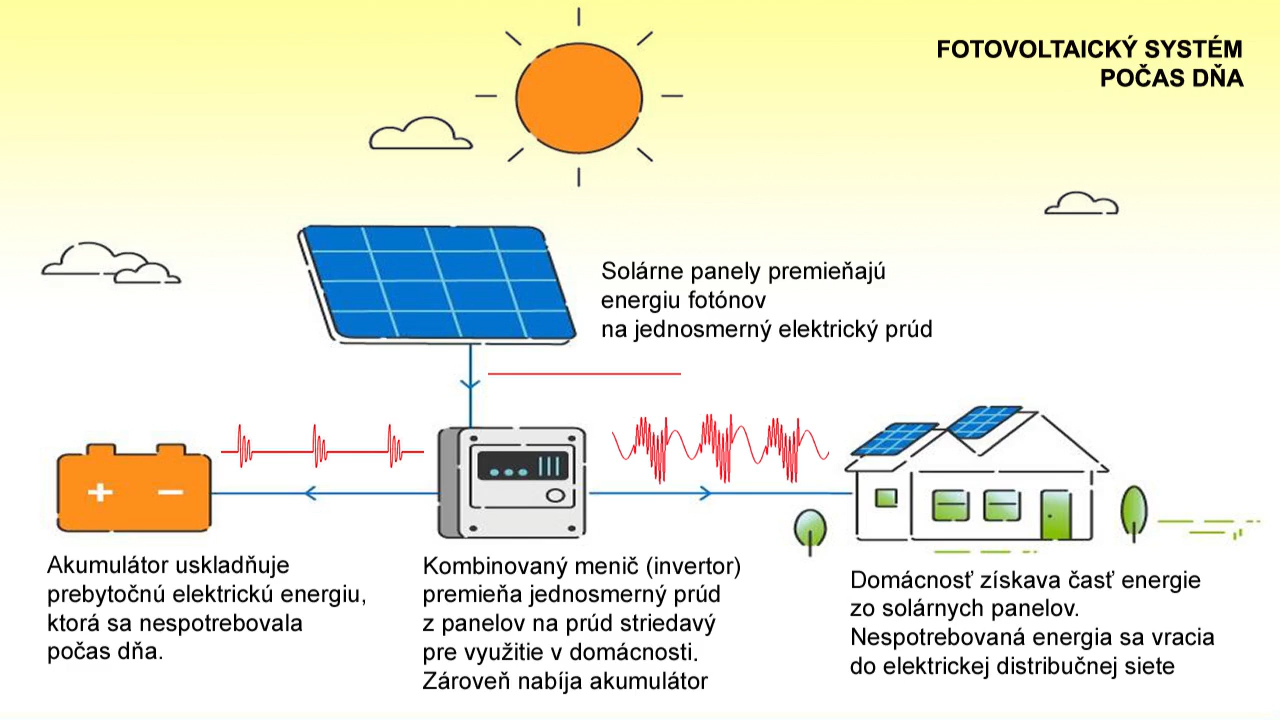 FOTOVOLTAICKÝ SYSTÉM
POČAS DŇA
Solárne panely premieňajú
energiu fotónov
na jednosmerný elektrický prúd
Akumulátor uskladňuje
prebytočnú elektrickú energiu,
ktorá sa nespotrebovala
počas dňa.
Kombinovaný menič (invertor)
premieňa jednosmerný prúd
z panelov na prúd striedavý
pre využitie v domácnosti.
Zároveň nabíja akumulátor
Domácnosť získava časť energie
zo solárnych panelov.
Nespotrebovaná energia sa vracia
do elektrickej distribučnej siete